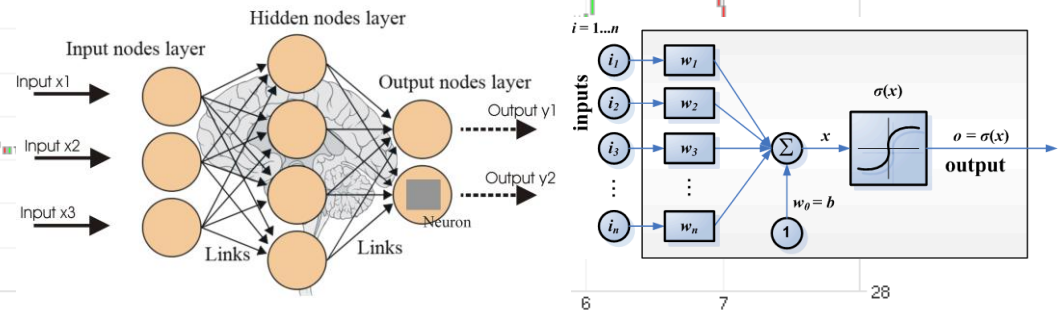 Hidden nodes layer
Input nodes layer
Output nodes layer
Input x1
Input x2
Input x3
Output y1
Output y2
Neuron
Links
Links
i = 1...n
inputs
i1
i2
i3
⋮
in
w1
w2
w3
⋮
wn
Σ
x
σ(x)
o = σ(x)
output
w0 = b
1
6
7
28